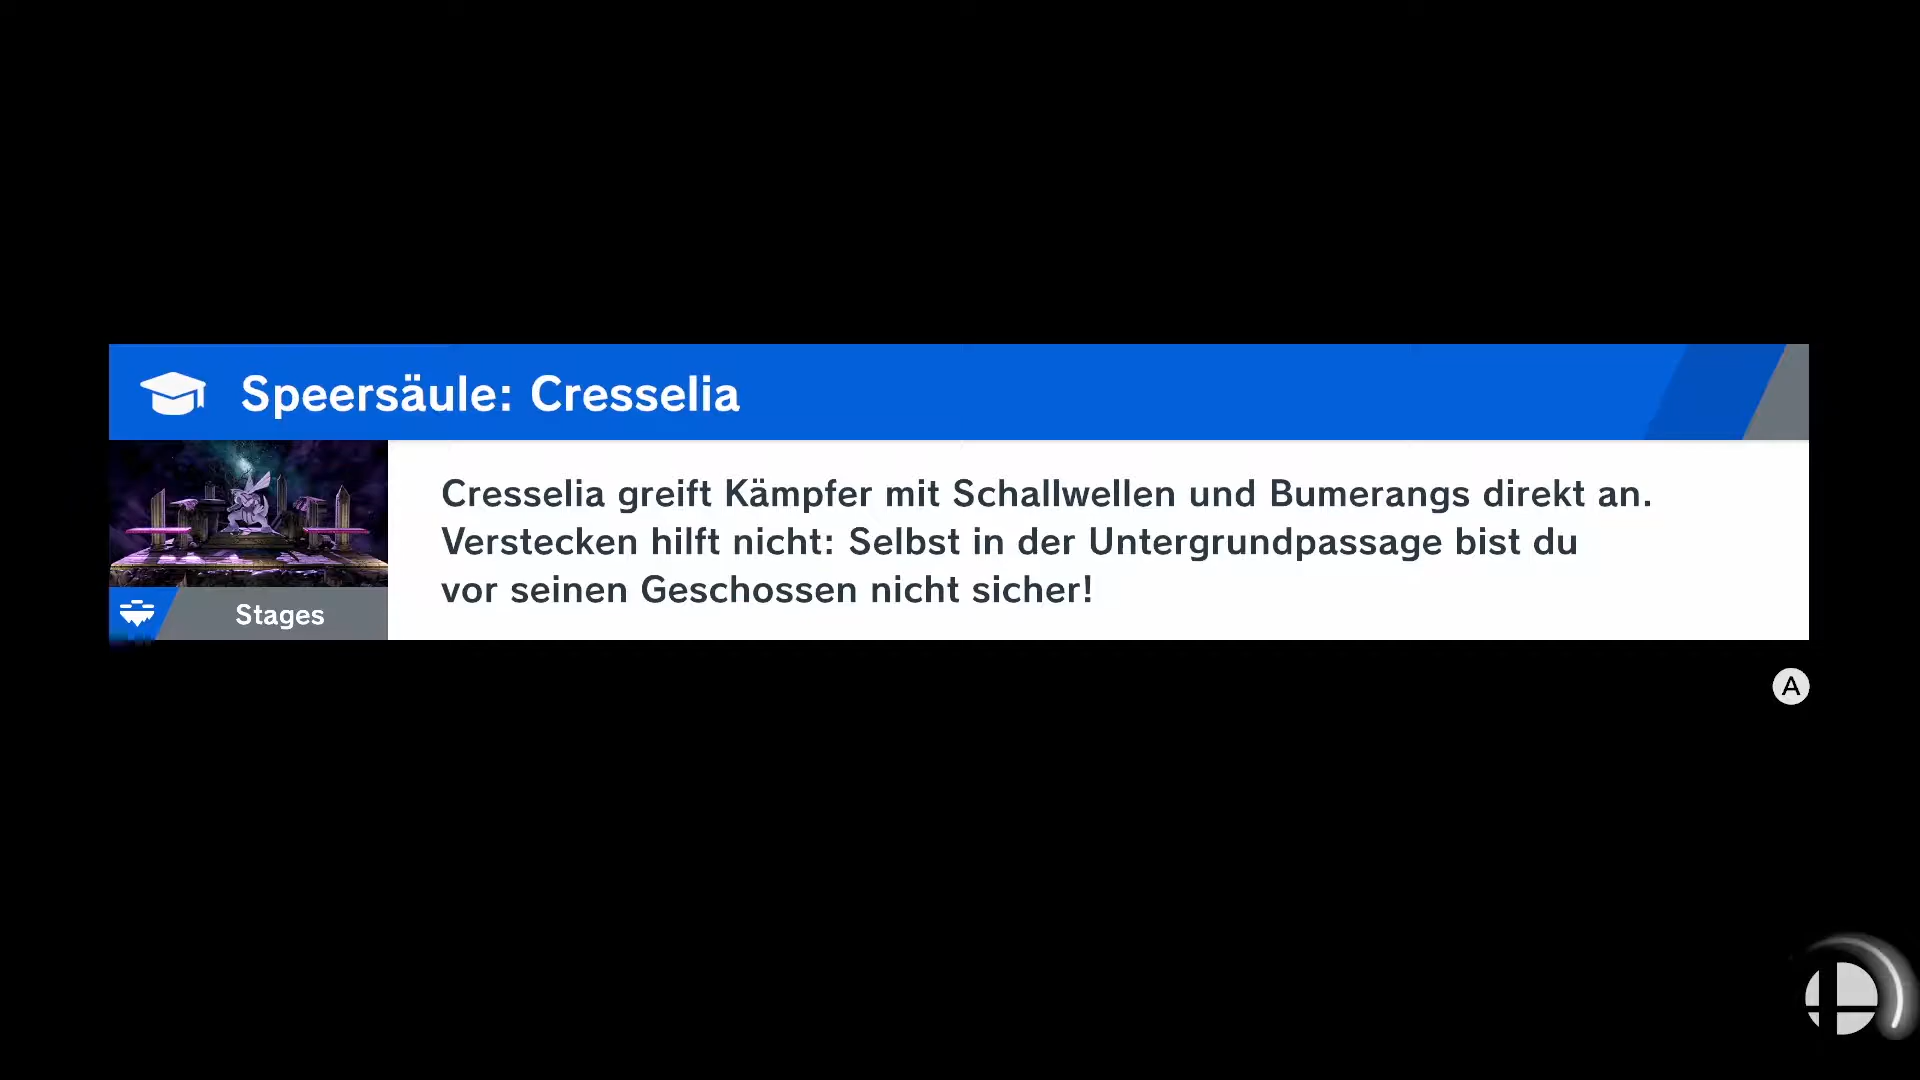 Speersäule: Cresselia
Cresselia greift Kämpfer mit Schallwellen und Bumerangs direkt an.
Verstecken hilft nicht: Selbst in der Untergrundpassage bist du
vor seinen Geschossen nicht sicher!
Stages
A